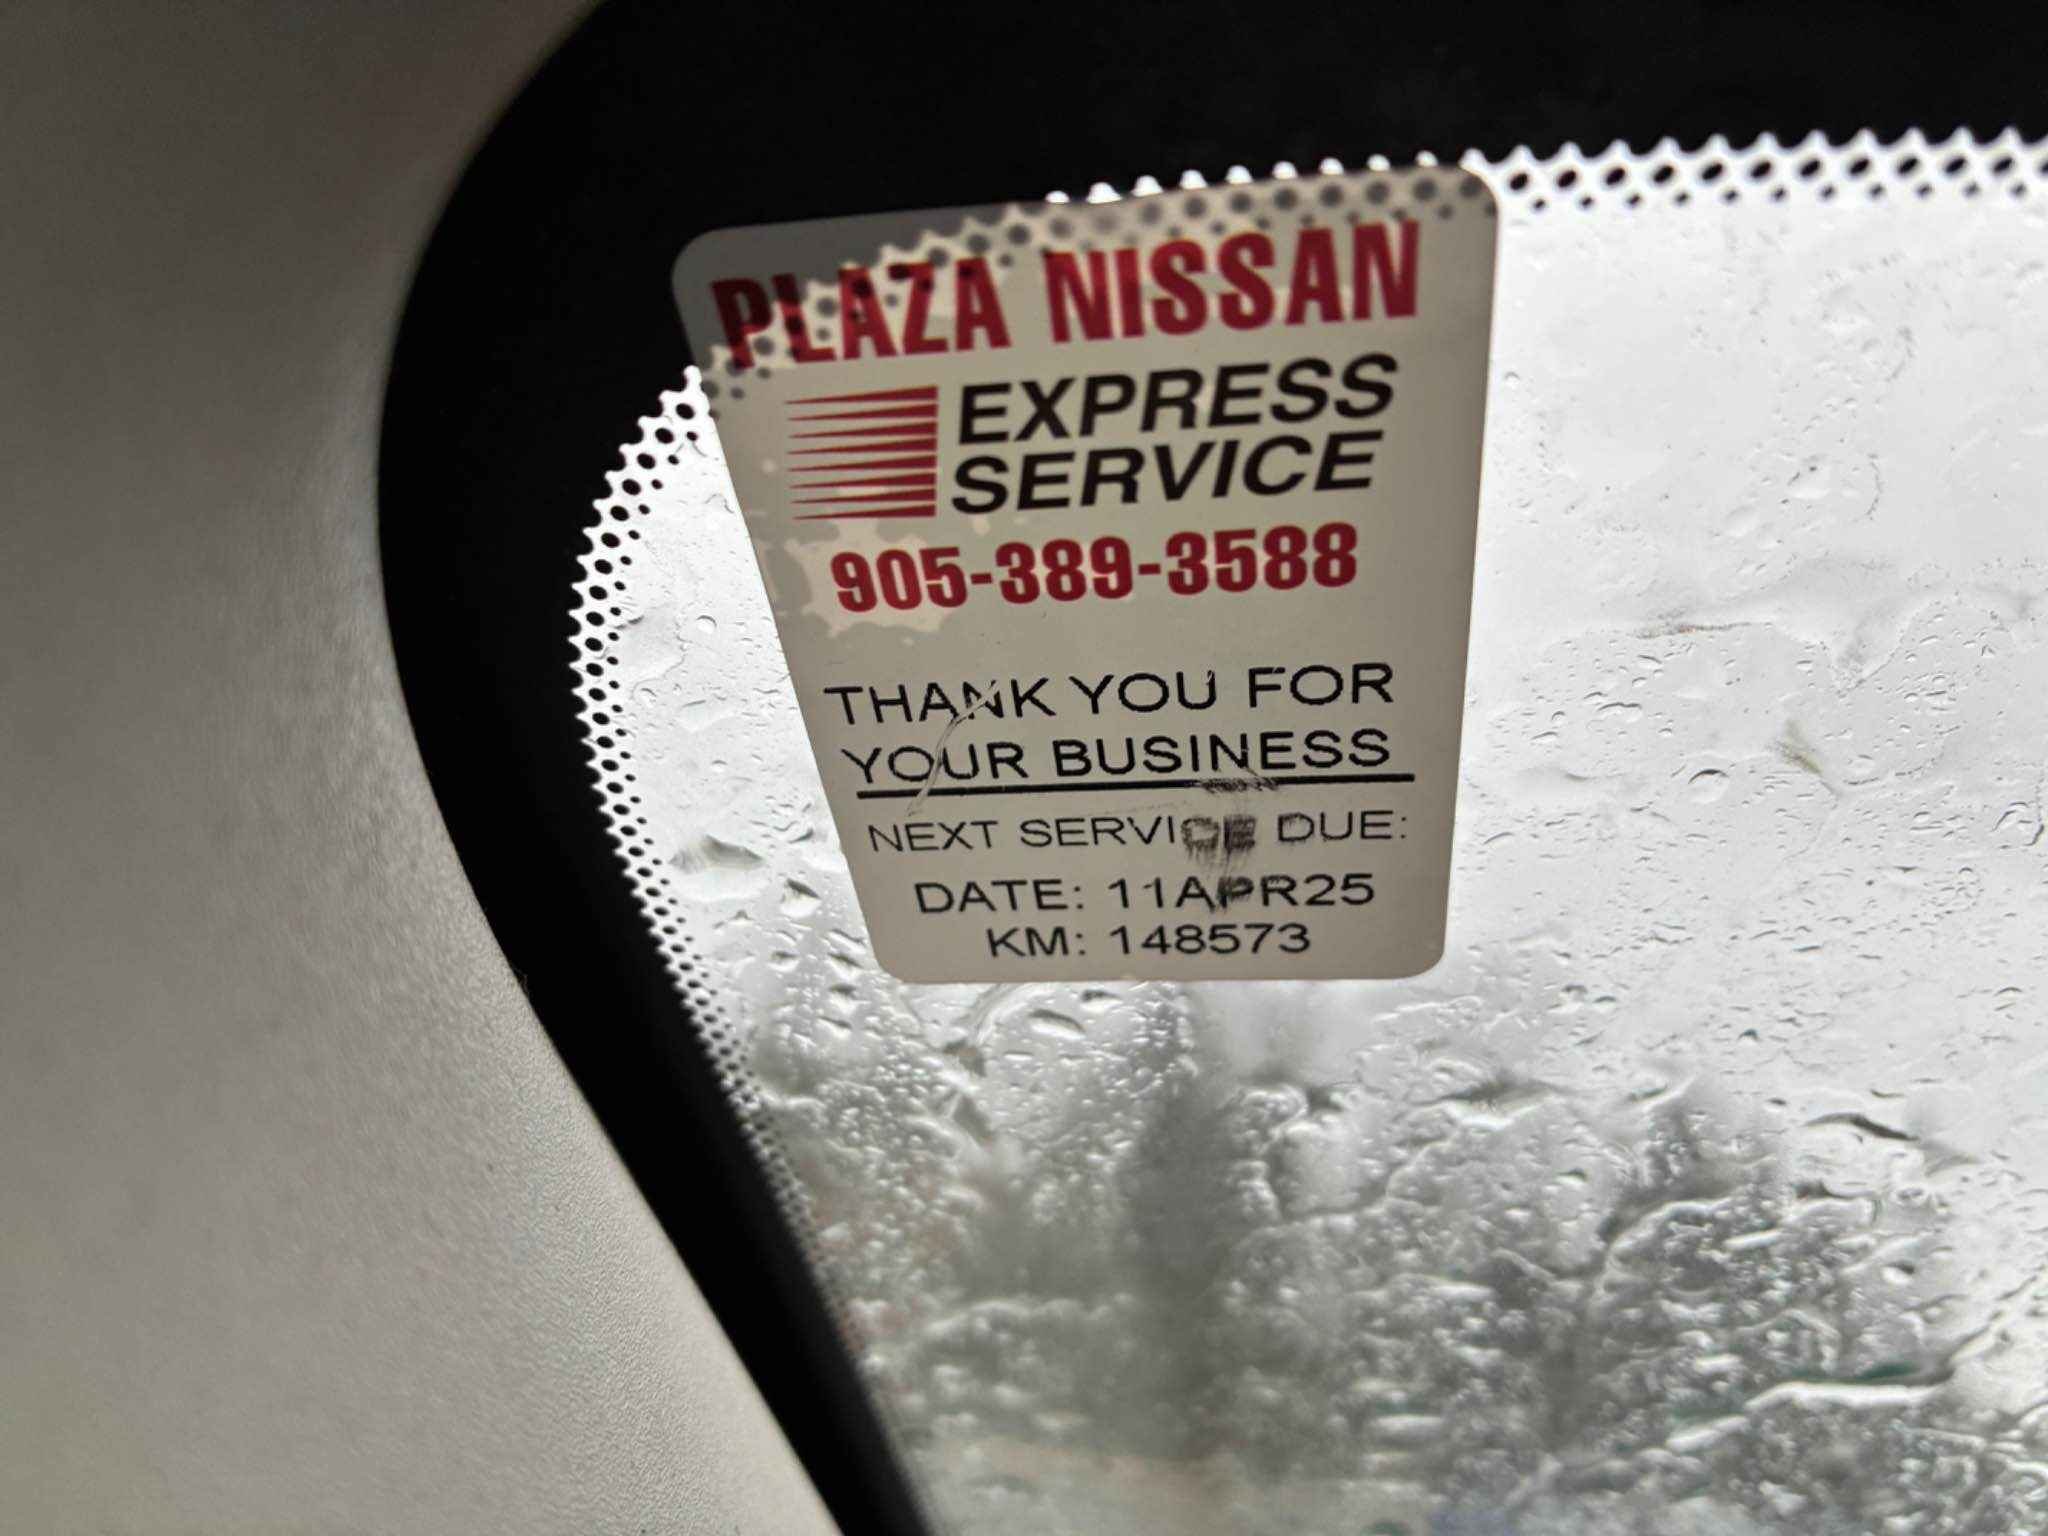 PLAZA NISSAN
EXPRESS
SERVICE
905-389-3588
THANK YOU FOR
YOUR BUSINESS
NEXT SERVICE DUE:
DATE: 11APR25
KM: 148573